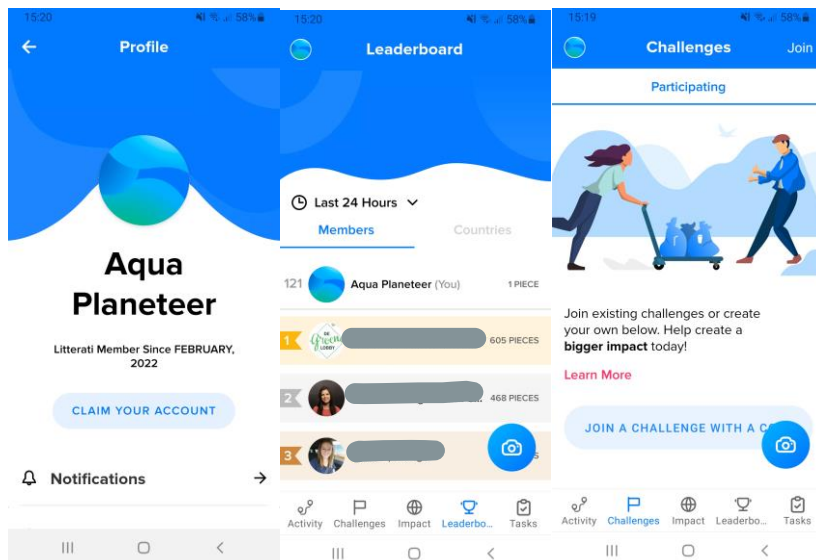 15:20
58%
Profile
Aqua
Planeteer
Litterati Member Since FEBRUARY,
2022
CLAIM YOUR ACCOUNT
Notifications
15:20
58%
Leaderboard
Last 24 Hours
Members
Countries
121
Aqua Planeteer (You)
1 PIECE
1
BE
Green
LOBBY
605 PIECES
2
468 PIECES
3
Activity
Challenges
Impact
Leaderbo...
Tasks
15:19
58%
Challenges
Join
Participating
Join existing challenges or create
your own below. Help create a
bigger impact today!
Learn More
JOIN A CHALLENGE WITH A
Activity
Challenges
Impact
Leaderbo...
Tasks